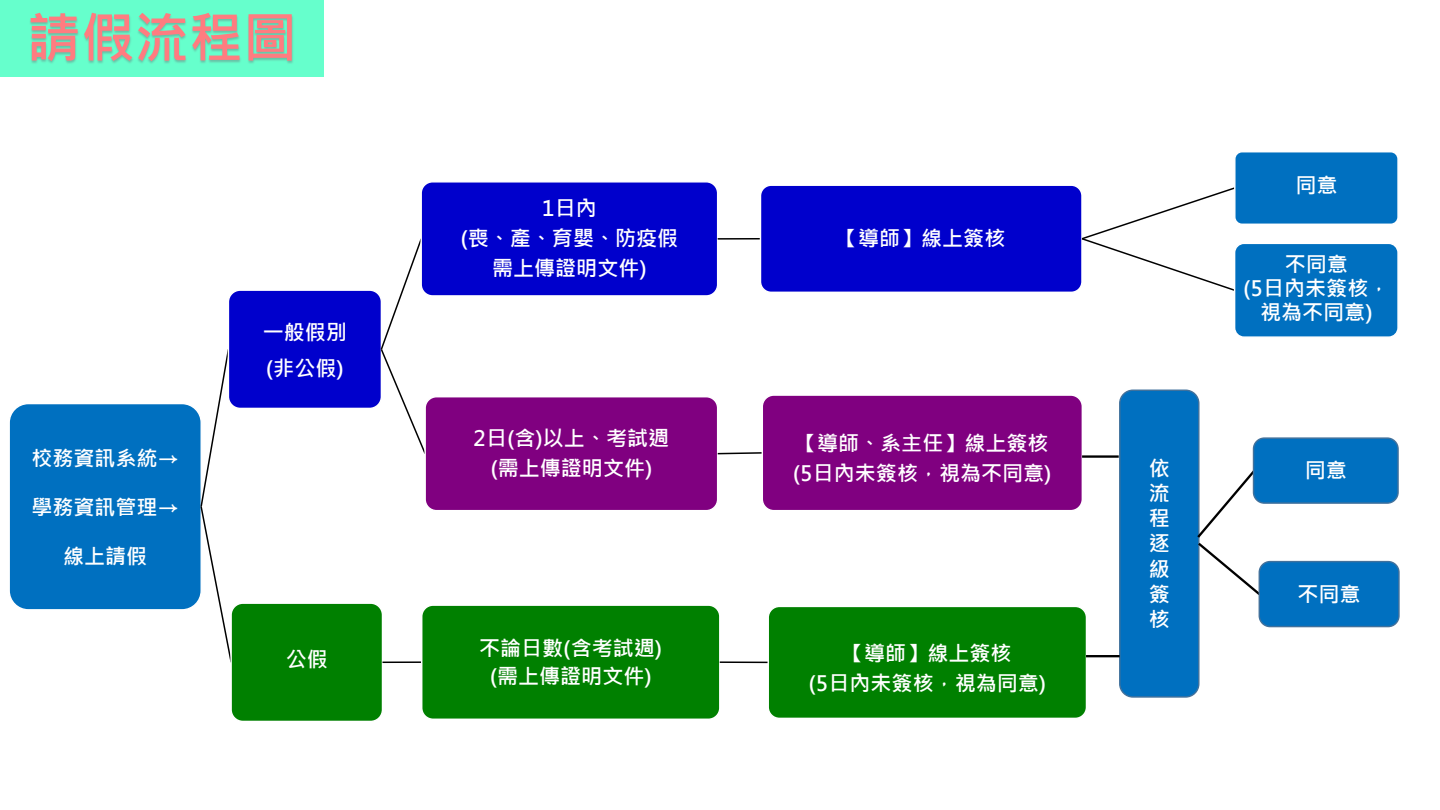 請假流程圖
校務資訊系統→
學務資訊管理→
線上請假
一般假別
(非公假)
1日內
(喪、產、育嬰、防疫假
需上傳證明文件)
【導師】線上簽核
同意
不同意
(5日內未簽核，
視為不同意)
2日(含)以上、考試週
(需上傳證明文件)
【導師、系主任】線上簽核
(5日內未簽核，視為不同意)
公假
不論日數(含考試週)
(需上傳證明文件)
【導師】線上簽核
(5日內未簽核，視為同意)
依流程逐級簽核
同意
不同意